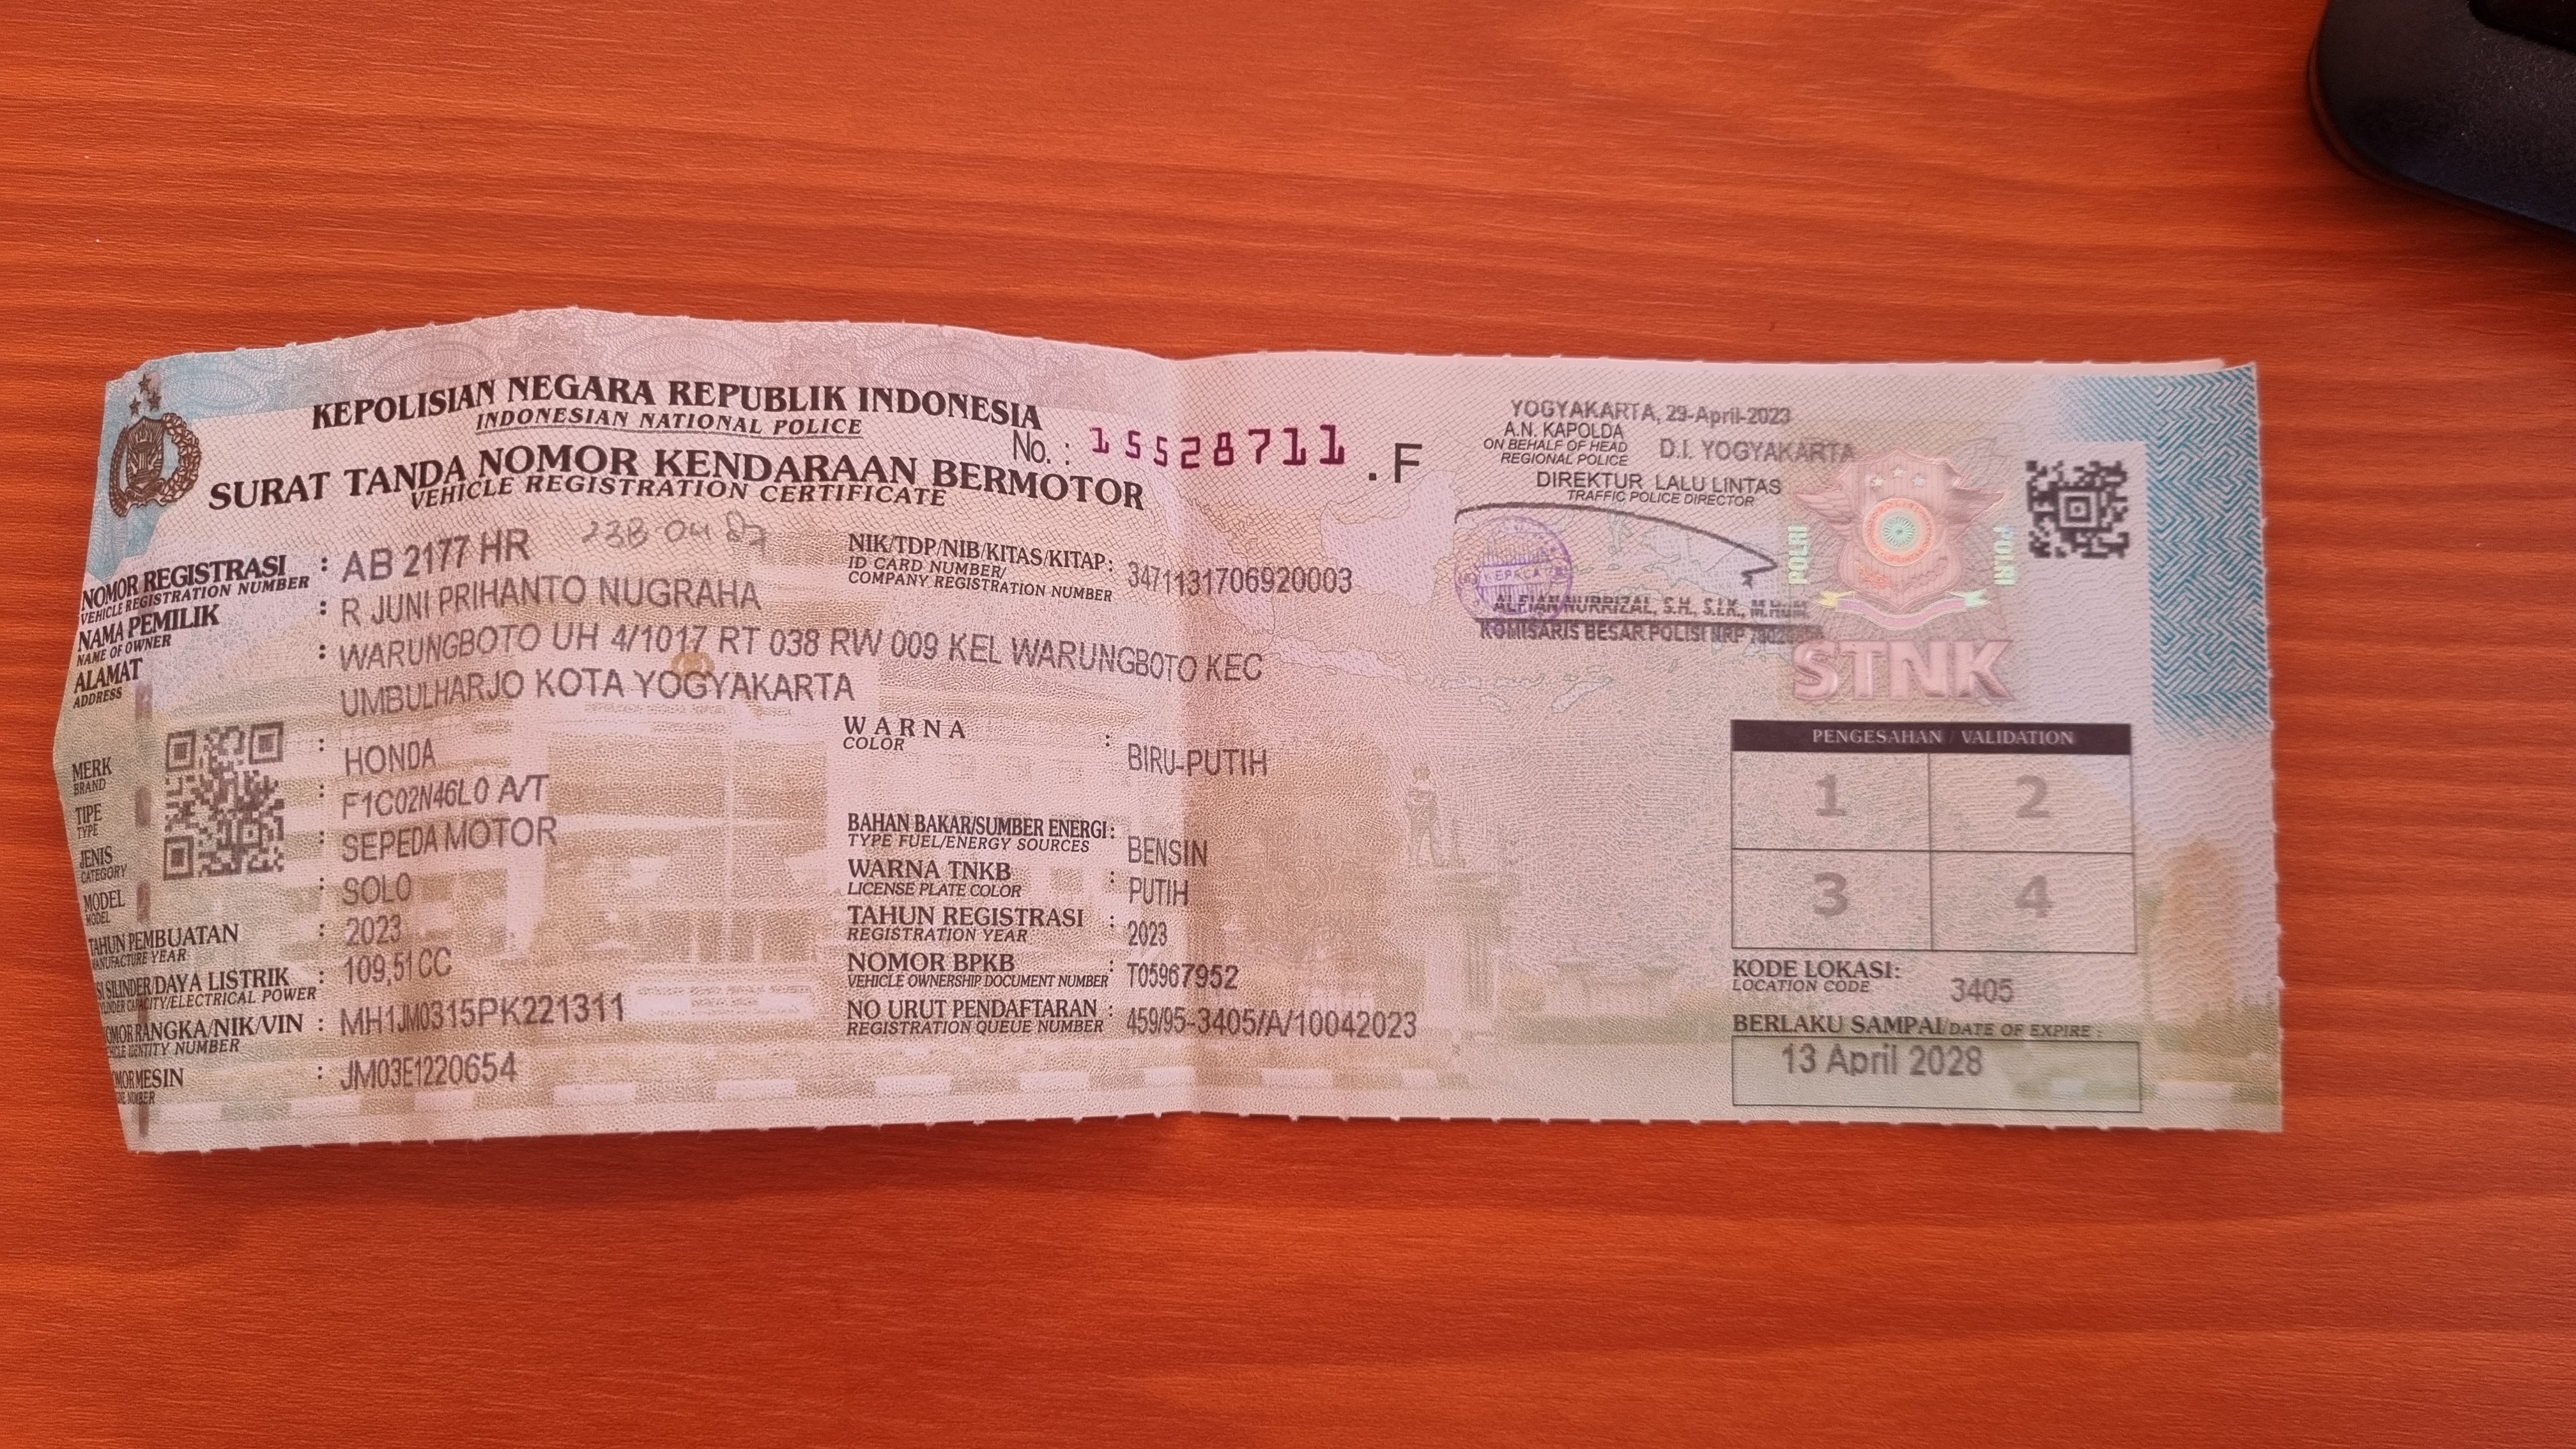 KEPOLISIAN NEGARA REPUBLIK INDONESIA
INDONESIAN NATIONAL POLICE
SURAT TANDA NOMOR KENDARAAN BERMOTOR
VEHICLE REGISTRATION CERTIFICATE
No. : 15528711 .F
NOMOR REGISTRASI : AB 2177 HR
VEHICLE REGISTRATION NUMBER
NIK/TDP/NIB/KITAS/KITAP : 3471131706920003
ID CARD NUMBER/
COMPANY REGISTRATION NUMBER
NAMA PEMILIK : R JUNI PRIHANTO NUGRAHA
NAME OF OWNER
ALAMAT : WARUNGBOTO UH 4/1017 RT 038 RW 009 KEL WARUNGBOTO KEC
ADDRESS
UMBULHARJO KOTA YOGYAKARTA
MERK : HONDA
BRAND
TIPE : F1C02N46L0 A/T
TYPE
JENIS : SEPEDA MOTOR
CATEGORY
MODEL : SOLO
MODEL
TAHUN PEMBUATAN : 2023
MANUFACTURE YEAR
ISI SILINDER/DAYA LISTRIK : 109,51 CC
CYLINDER CAPACITY/ELECTRICAL POWER
NOMOR RANGKA/NIK/VIN : MH1JM0315PK221311
VEHICLE IDENTITY NUMBER
NOMOR MESIN : JM03E1220654
NUMBER
WARNA : BIRU-PUTIH
COLOR
BAHAN BAKAR/SUMBER ENERGI : BENSIN
TYPE FUEL/ENERGY SOURCES
WARNA TNKB : PUTIH
LICENSE PLATE COLOR
TAHUN REGISTRASI : 2023
REGISTRATION YEAR
NOMOR BPKB : T05967952
VEHICLE OWNERSHIP DOCUMENT NUMBER
NO URUT PENDAFTARAN : 459/95-3405/A/10042023
REGISTRATION QUEUE NUMBER
YOGYAKARTA, 29-April-2023
A.N. KAPOLDA D.I. YOGYAKARTA
ON BEHALF OF HEAD
REGIONAL POLICE
DIREKTUR LALU LINTAS
TRAFFIC POLICE DIRECTOR
ALFIAN NURRIZAL, S.H., S.I.K., M.Hum
KOMISARIS BESAR POLISI NRP
POLRI
POLRI
STNK
PENGESAHAN / VALIDATION
1 2
3 4
KODE LOKASI : 3405
LOCATION CODE
BERLAKU SAMPAI/DATE OF EXPIRE :
13 April 2028